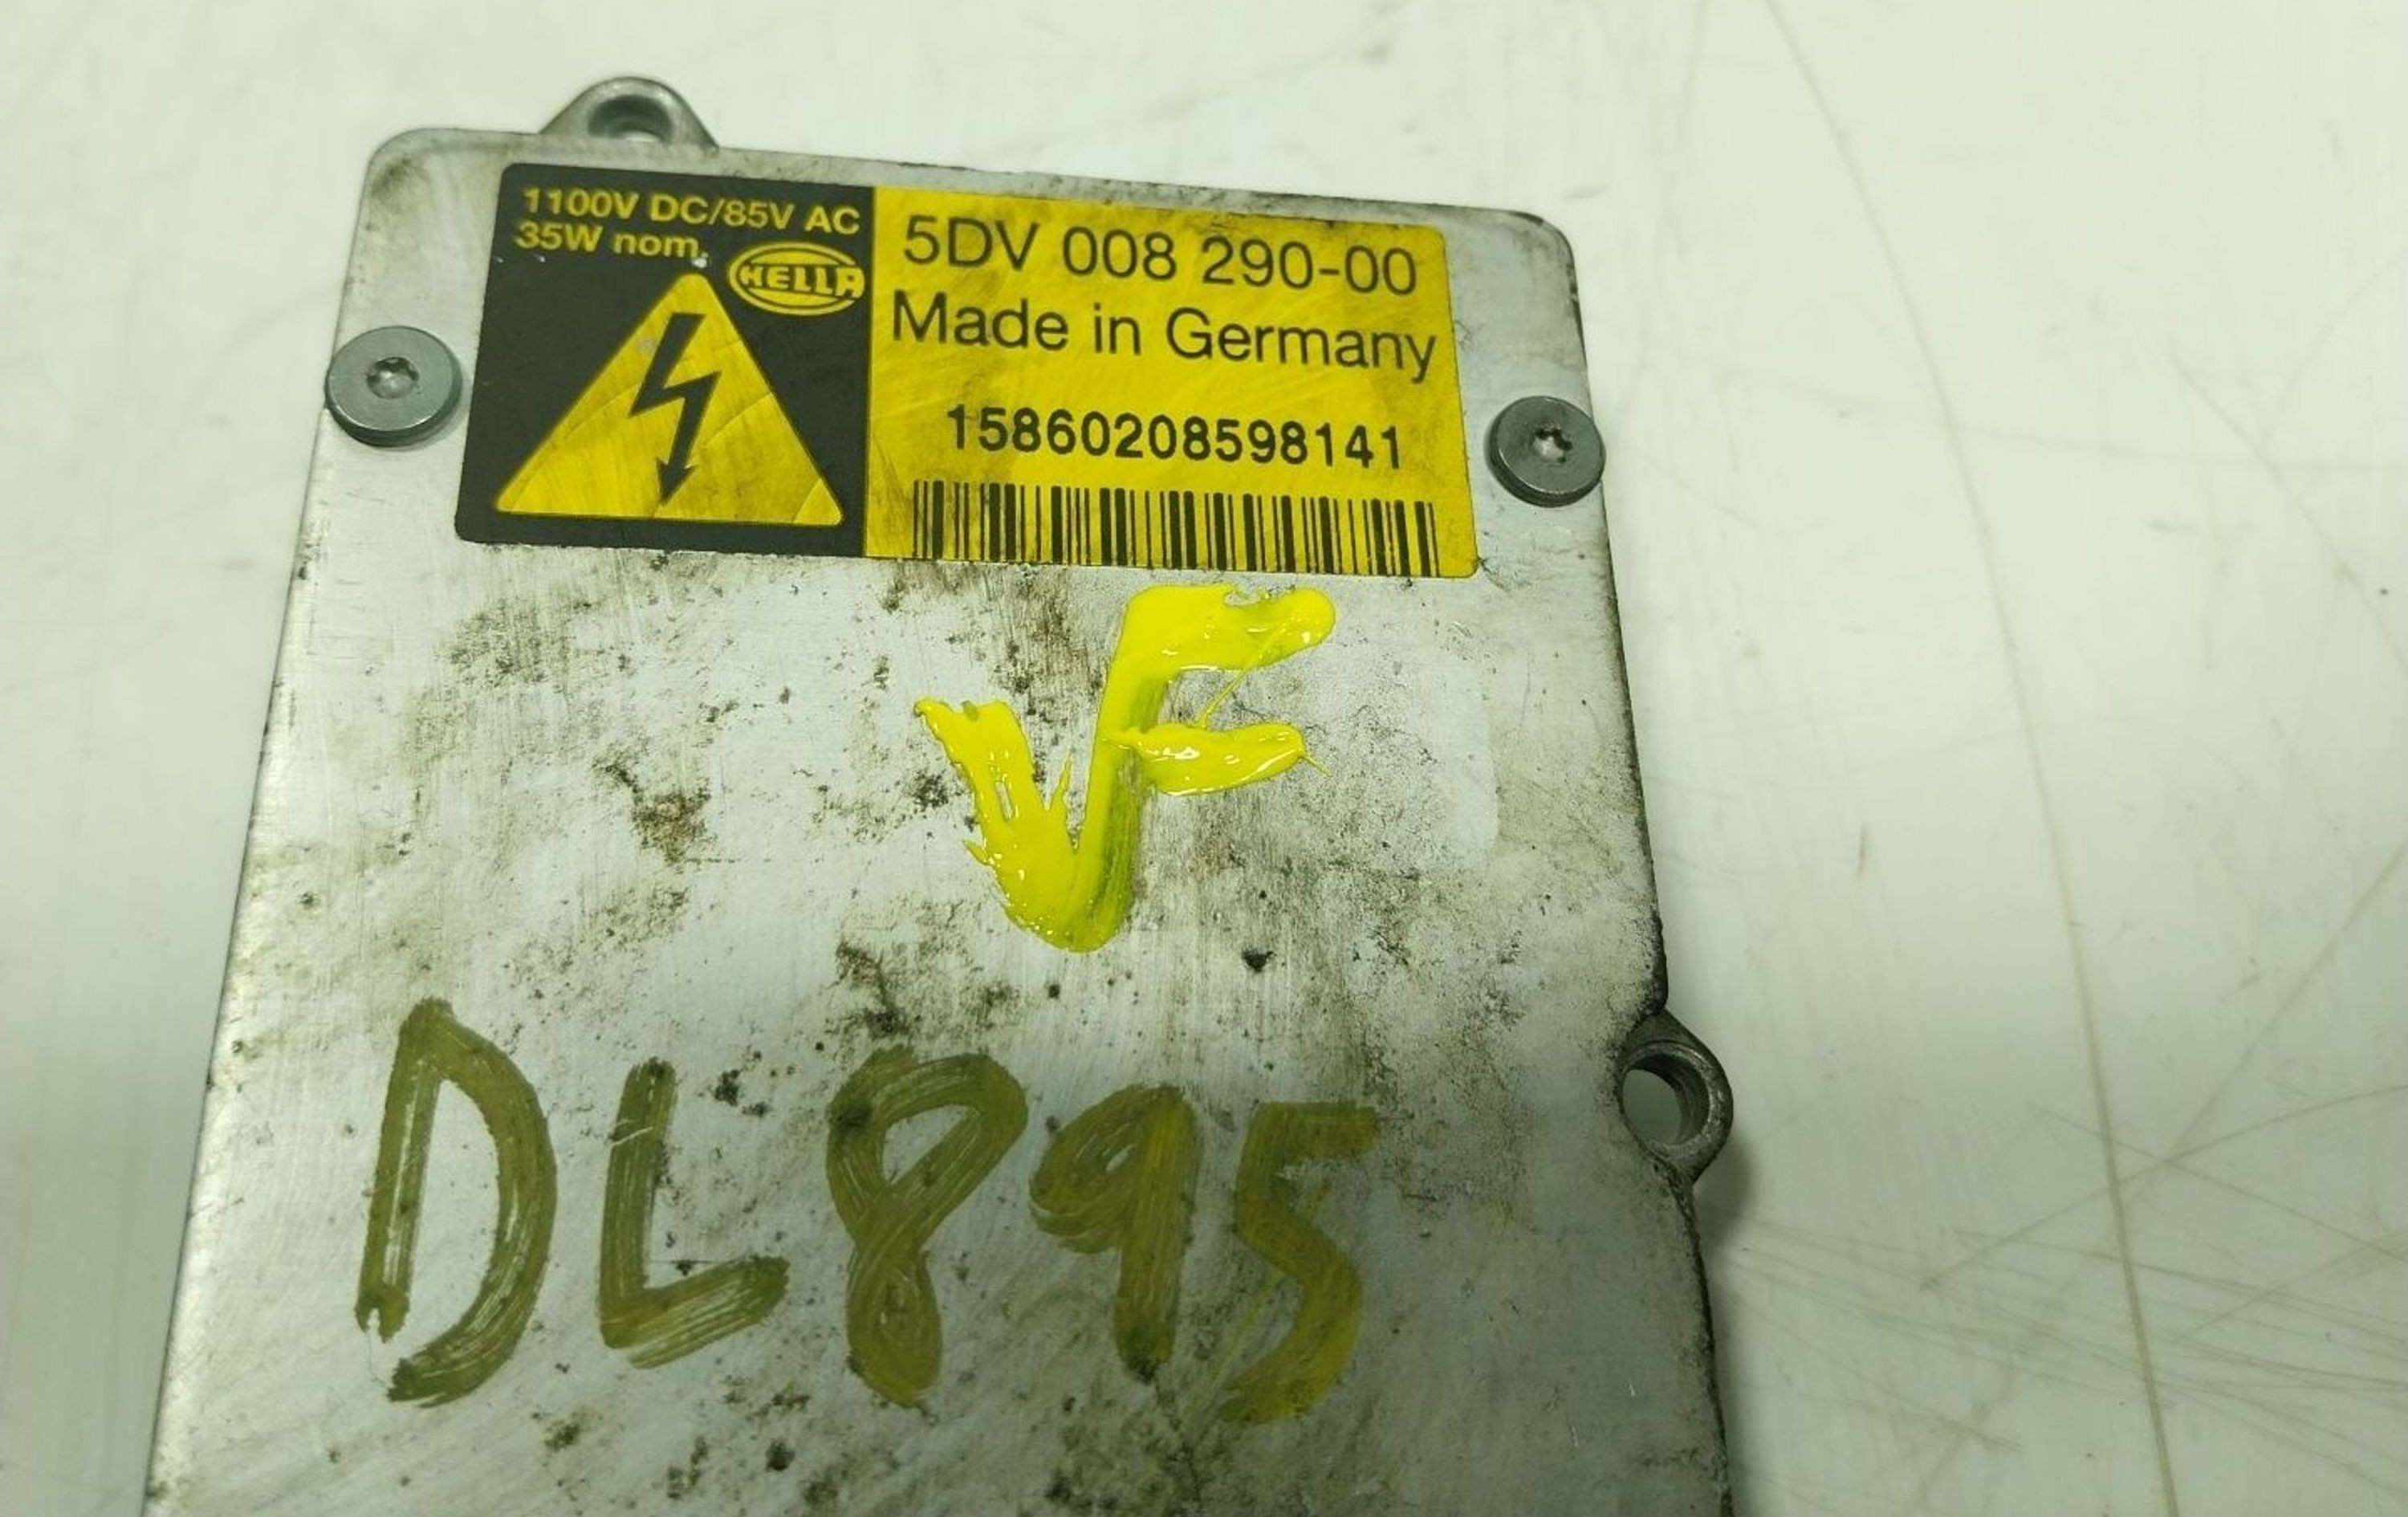 1100V DC/85V AC
35W nom.
HELLA
5DV 008 290-00
Made in Germany
15860208598141
VF
DL895